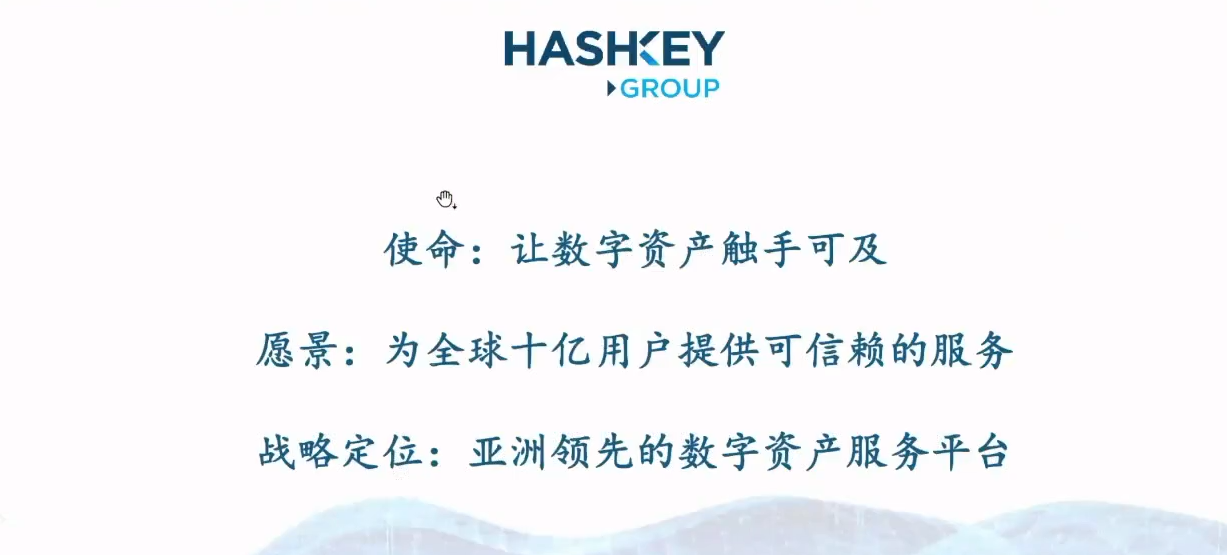 HASHKEY
GROUP
使命：让数字资产触手可及
愿景：为全球十亿用户提供可信赖的服务
战略定位：亚洲领先的数字资产服务平台